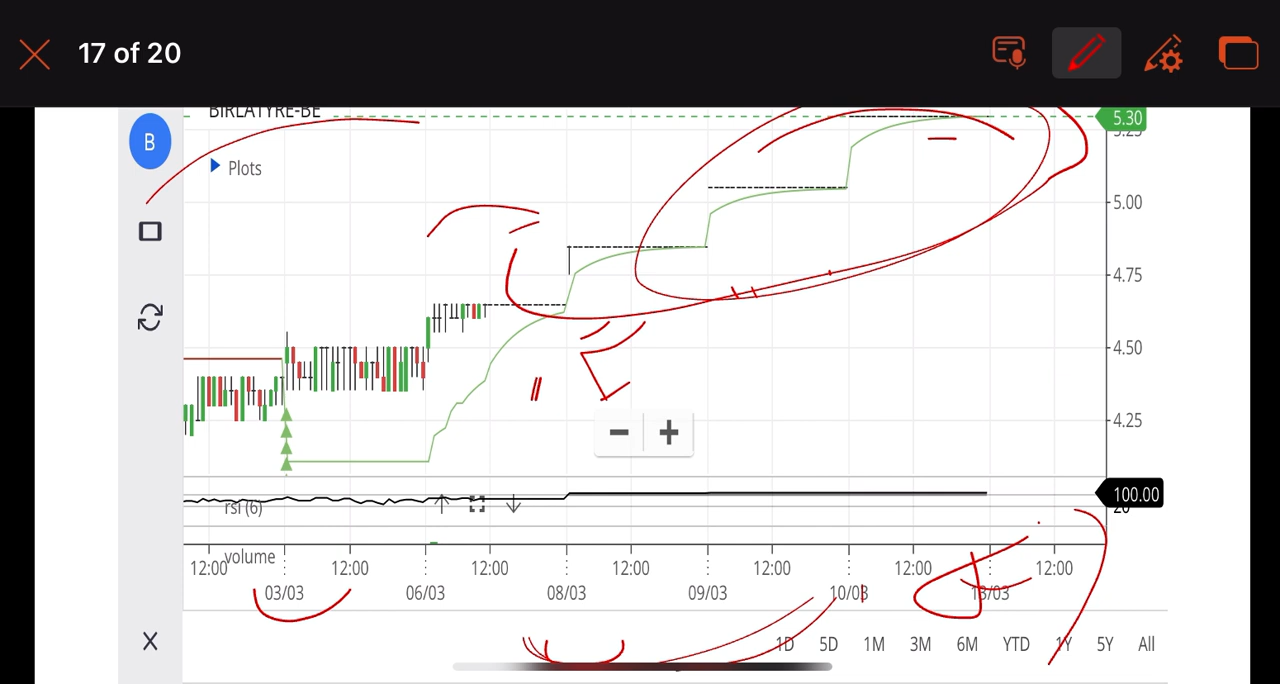 17 of 20
BIRLATYRE-BE
B
Plots
5.30
5.25
5.00
4.75
4.50
4.25
100.00
20
rsi (6)
volume
12:00 12:00 12:00 12:00 12:00 12:00 12:00
03/03 06/03 08/03 09/03 10/03 13/03
1D 5D 1M 3M 6M YTD 1Y 5Y All